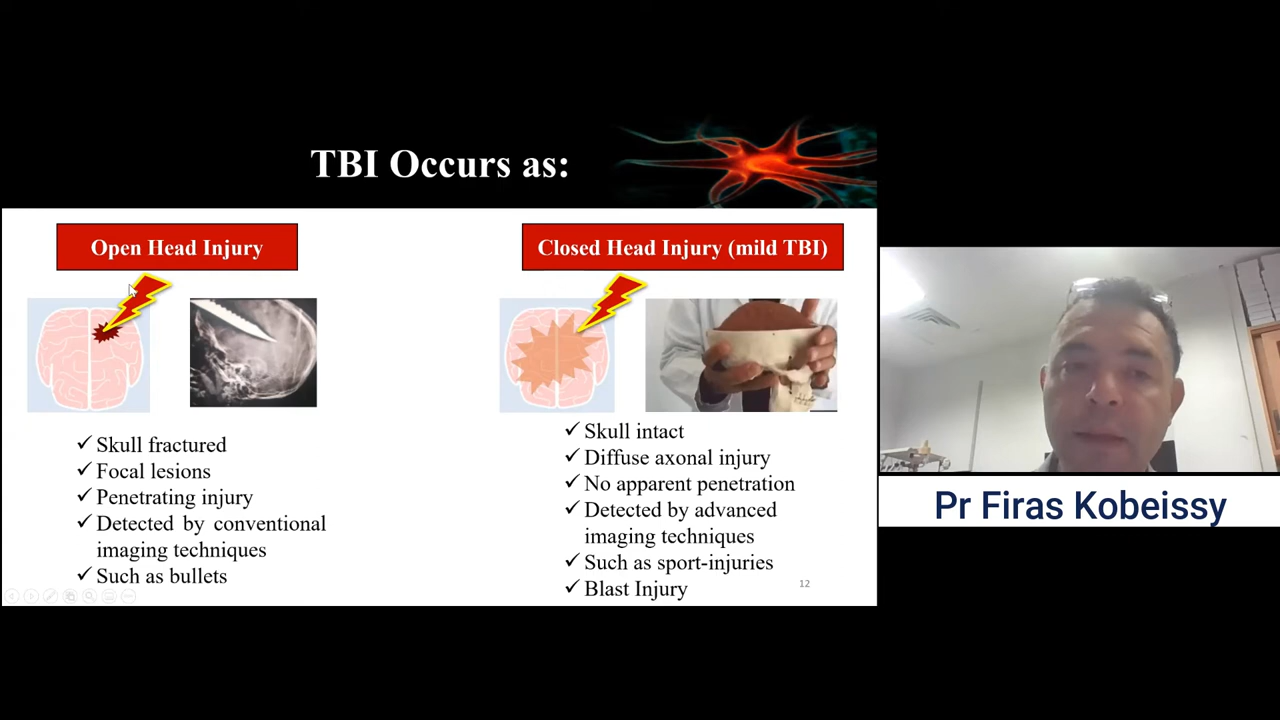 TBI Occurs as:
Open Head Injury
✓ Skull fractured
✓ Focal lesions
✓ Penetrating injury
✓ Detected by conventional
imaging techniques
✓ Such as bullets
Closed Head Injury (mild TBI)
✓ Skull intact
✓ Diffuse axonal injury
✓ No apparent penetration
✓ Detected by advanced
imaging techniques
✓ Such as sport-injuries
✓ Blast Injury
12
Pr Firas Kobeissy